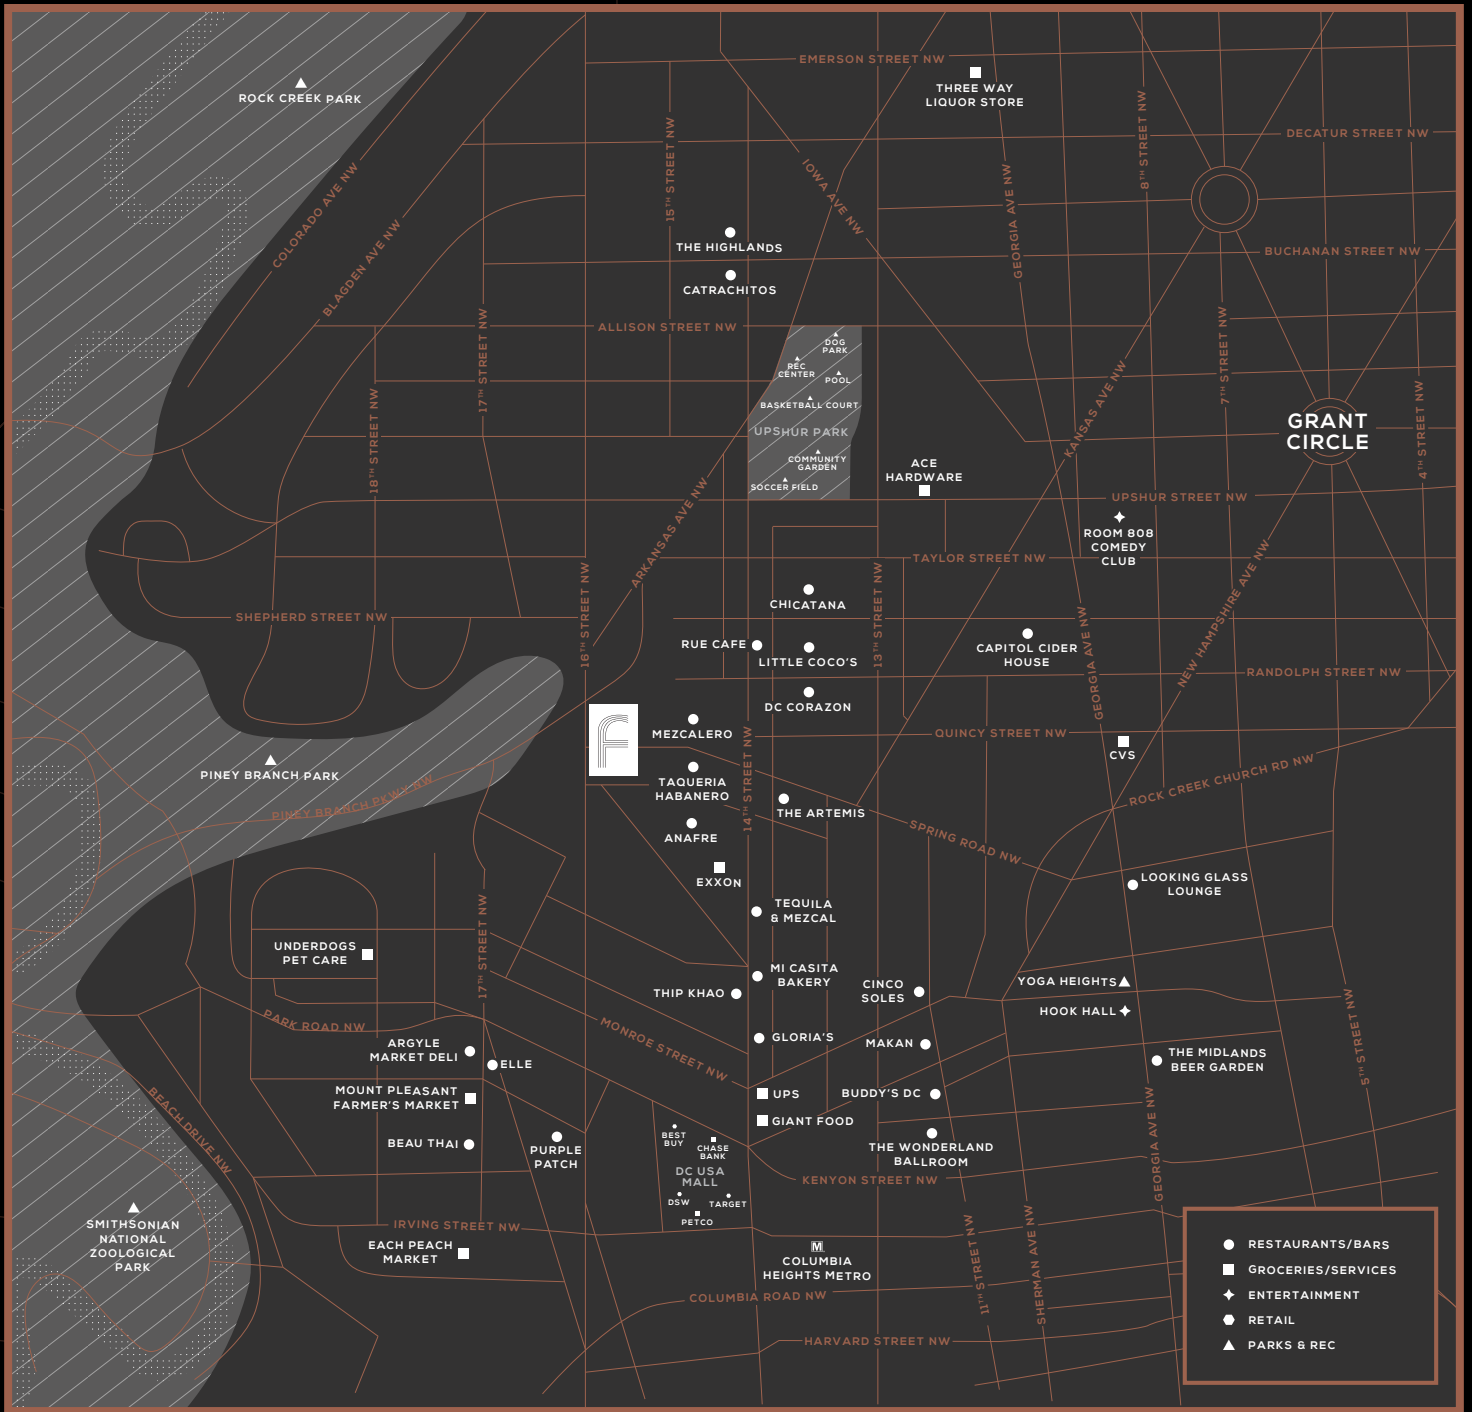 EMERSON STREET NW
THREE WAY
LIQUOR STORE
ROCK CREEK PARK
DECATUR STREET NW
8TH STREET NW
15TH STREET NW
IOWA AVE NW
GEORGIA AVE NW
COLORADO AVE NW
BLAGDEN AVE NW
THE HIGHLANDS
BUCHANAN STREET NW
CATRACHITOS
ALLISON STREET NW
17TH STREET NW
7TH STREET NW
DOG
PARK
REC
CENTER
POOL
BASKETBALL COURT
UPSHUR PARK
COMMUNITY
GARDEN
SOCCER FIELD
KANSAS AVE NW
GRANT
CIRCLE
4TH STREET NW
18TH STREET NW
ACE
HARDWARE
UPSHUR STREET NW
ARKANSAS AVE NW
ROOM 808
COMEDY
CLUB
TAYLOR STREET NW
NEW HAMPSHIRE AVE NW
CHICATANA
SHEPHERD STREET NW
16TH STREET NW
13TH STREET NW
RUE CAFE
LITTLE COCO'S
CAPITOL CIDER
HOUSE
GEORGIA AVE NW
RANDOLPH STREET NW
DC CORAZON
F
MEZCALERO
14TH STREET NW
QUINCY STREET NW
CVS
PINEY BRANCH PARK
PINEY BRANCH PKWY NW
TAQUERIA
HABANERO
THE ARTEMIS
ROCK CREEK CHURCH RD NW
ANAFRE
SPRING ROAD NW
EXXON
LOOKING GLASS
LOUNGE
TEQUILA
& MEZCAL
17TH STREET NW
UNDERDOGS
PET CARE
MI CASITA
BAKERY
THIP KHAO
CINCO
SOLES
YOGA HEIGHTS
HOOK HALL
5TH STREET NW
PARK ROAD NW
MONROE STREET NW
GLORIA'S
MAKAN
ARGYLE
MARKET DELI
ELLE
THE MIDLANDS
BEER GARDEN
MOUNT PLEASANT
FARMER'S MARKET
UPS
BUDDY'S DC
GIANT FOOD
BEACH DRIVE NW
BEAU THAI
PURPLE
PATCH
BEST
BUY
CHASE
BANK
DC USA
MALL
DSW
TARGET
PETCO
THE WONDERLAND
BALLROOM
KENYON STREET NW
GEORGIA AVE NW
SMITHSONIAN
NATIONAL
ZOOLOGICAL
PARK
IRVING STREET NW
EACH PEACH
MARKET
M
COLUMBIA
HEIGHTS METRO
11TH STREET NW
SHERMAN AVE NW
COLUMBIA ROAD NW
HARVARD STREET NW
RESTAURANTS/BARS
GROCERIES/SERVICES
ENTERTAINMENT
RETAIL
PARKS & REC